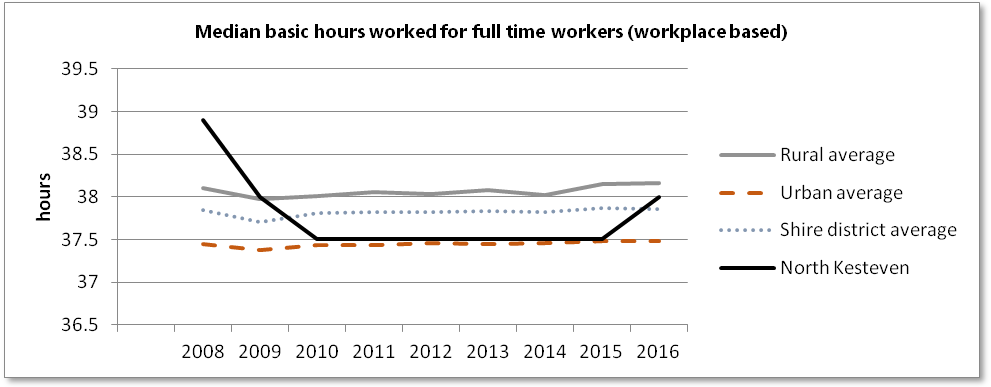 Median basic hours worked for full time workers (workplace based)
hours
39.5
39
38.5
38
37.5
37
36.5
2008 2009 2010 2011 2012 2013 2014 2015 2016
Rural average
Urban average
Shire district average
North Kesteven